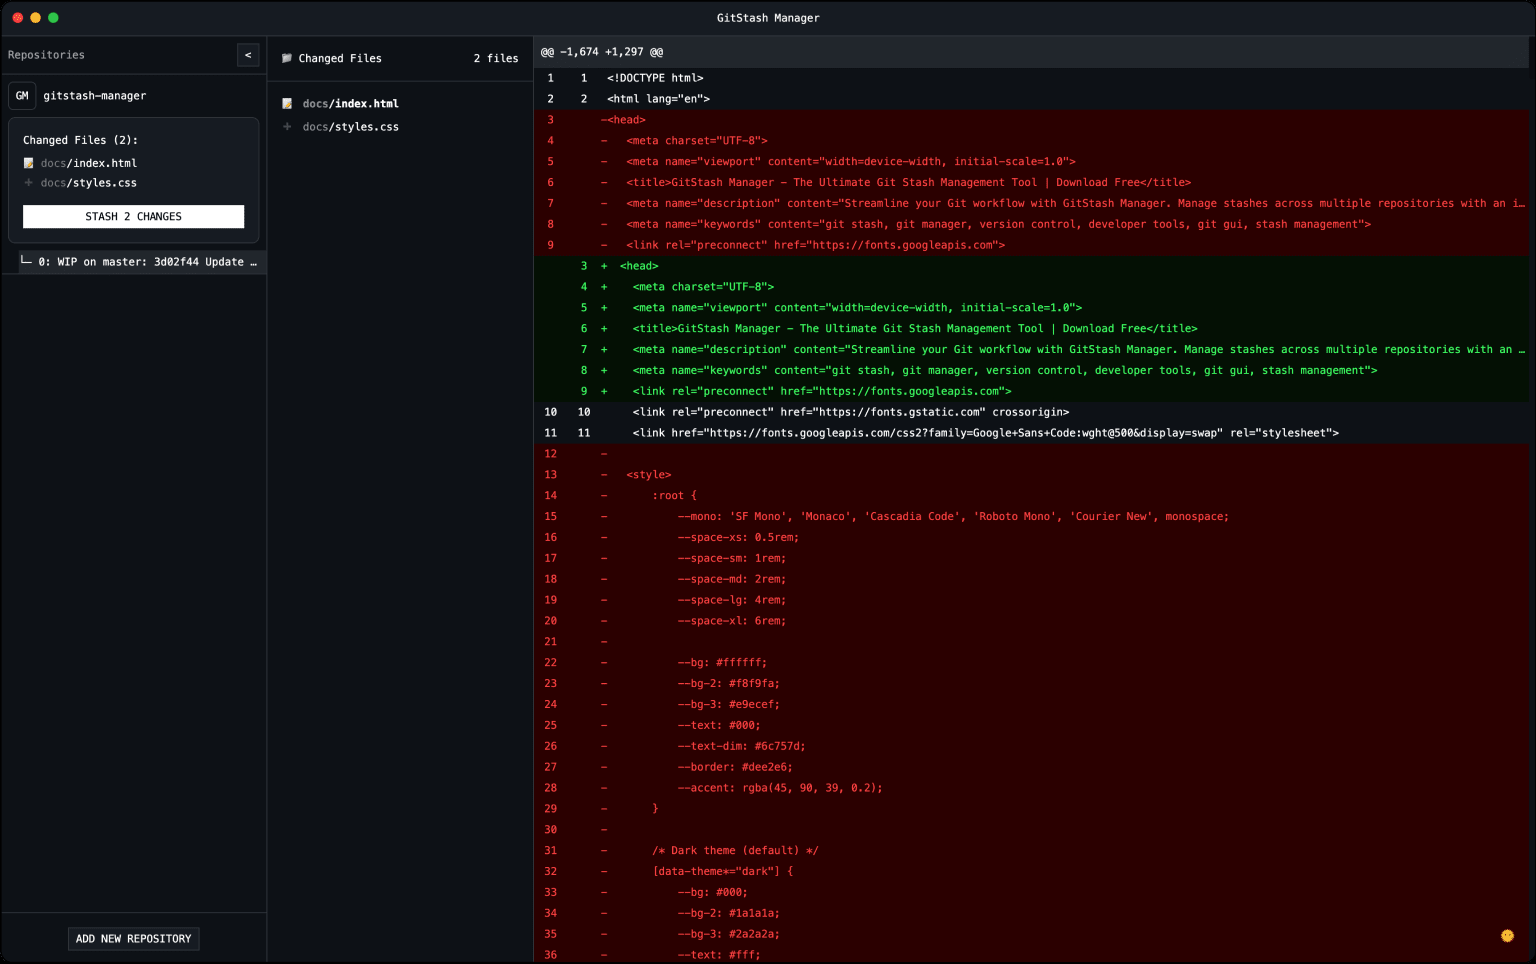 GitStash Manager
Repositories
<
GM gitstash-manager
Changed Files (2):
docs/index.html
docs/styles.css
STASH 2 CHANGES
└─ 0: WIP on master: 3d02f44 Update …
ADD NEW REPOSITORY
Changed Files 2 files
docs/index.html
docs/styles.css
@@ -1,674 +1,297 @@
1 1 <!DOCTYPE html>
2 2 <html lang="en">
3 -<head>
4 - <meta charset="UTF-8">
5 - <meta name="viewport" content="width=device-width, initial-scale=1.0">
6 - <title>GitStash Manager - The Ultimate Git Stash Management Tool | Download Free</title>
7 - <meta name="description" content="Streamline your Git workflow with GitStash Manager. Manage stashes across multiple repositories with an i…
8 - <meta name="keywords" content="git stash, git manager, version control, developer tools, git gui, stash management">
9 - <link rel="preconnect" href="https://fonts.googleapis.com">
3 + <head>
4 + <meta charset="UTF-8">
5 + <meta name="viewport" content="width=device-width, initial-scale=1.0">
6 + <title>GitStash Manager - The Ultimate Git Stash Management Tool | Download Free</title>
7 + <meta name="description" content="Streamline your Git workflow with GitStash Manager. Manage stashes across multiple repositories with an …
8 + <meta name="keywords" content="git stash, git manager, version control, developer tools, git gui, stash management">
9 + <link rel="preconnect" href="https://fonts.googleapis.com">
10 10 <link rel="preconnect" href="https://fonts.gstatic.com" crossorigin>
11 11 <link href="https://fonts.googleapis.com/css2?family=Google+Sans+Code:wght@500&display=swap" rel="stylesheet">
12 -
13 - <style>
14 - :root {
15 - --mono: 'SF Mono', 'Monaco', 'Cascadia Code', 'Roboto Mono', 'Courier New', monospace;
16 - --space-xs: 0.5rem;
17 - --space-sm: 1rem;
18 - --space-md: 2rem;
19 - --space-lg: 4rem;
20 - --space-xl: 6rem;
21 -
22 - --bg: #ffffff;
23 - --bg-2: #f8f9fa;
24 - --bg-3: #e9ecef;
25 - --text: #000;
26 - --text-dim: #6c757d;
27 - --border: #dee2e6;
28 - --accent: rgba(45, 90, 39, 0.2);
29 - }
30 -
31 - /* Dark theme (default) */
32 - [data-theme*="dark"] {
33 - --bg: #000;
34 - --bg-2: #1a1a1a;
35 - --bg-3: #2a2a2a;
36 - --text: #fff;